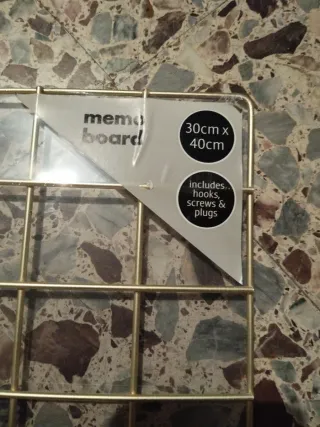 memo
board
30cm x
40cm
includes..
hooks,
screws &
plugs